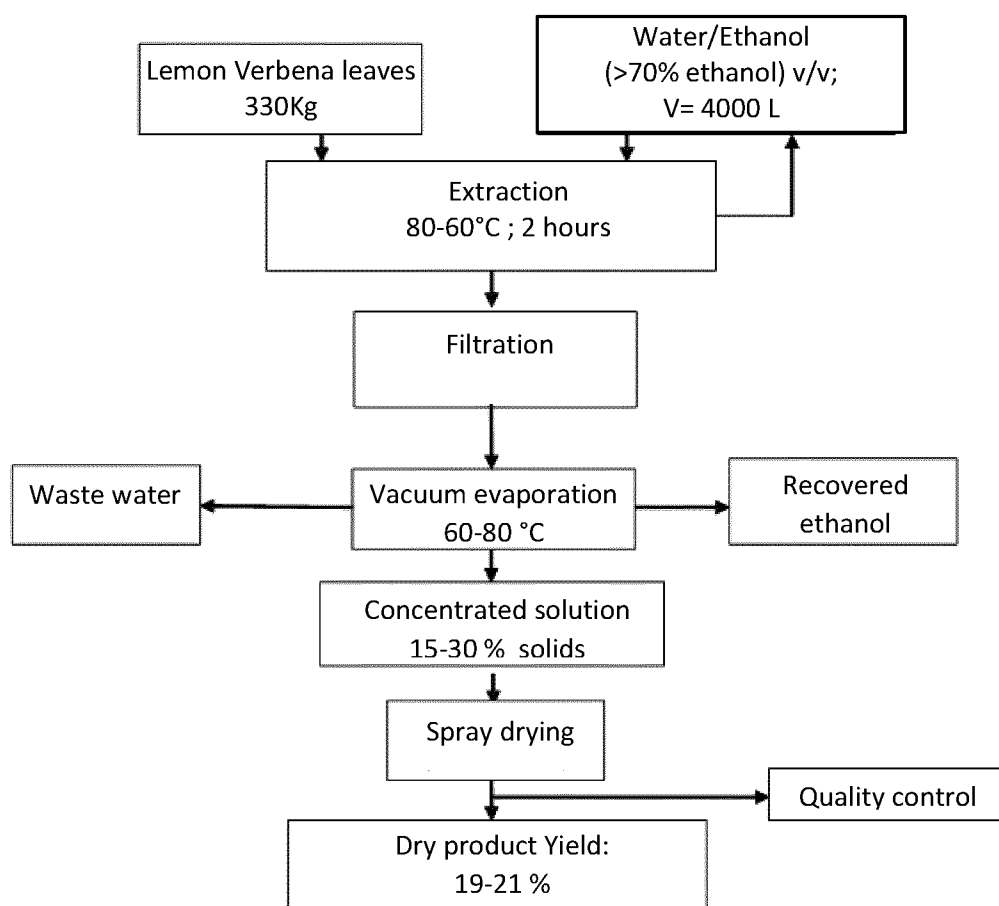 Lemon Verbena leaves
330Kg
Water/Ethanol
(>70% ethanol) v/v;
V= 4000 L
Extraction
80-60°C ; 2 hours
Filtration
Waste water
Vacuum evaporation
60-80 °C
Recovered
ethanol
Concentrated solution
15-30 % solids
Spray drying
Quality control
Dry product Yield:
19-21 %